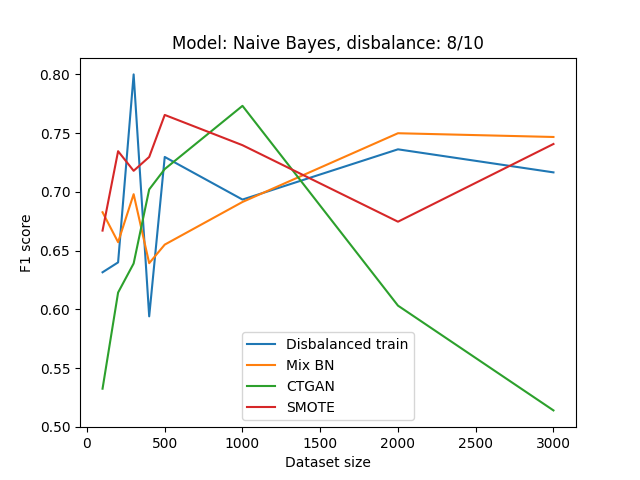 Model: Naive Bayes, disbalance: 8/10
0.80
0.75
0.70
0.65
0.60
0.55
0.50
F1 score
Disbalanced train
Mix BN
CTGAN
SMOTE
0
500
1000
1500
2000
2500
3000
Dataset size